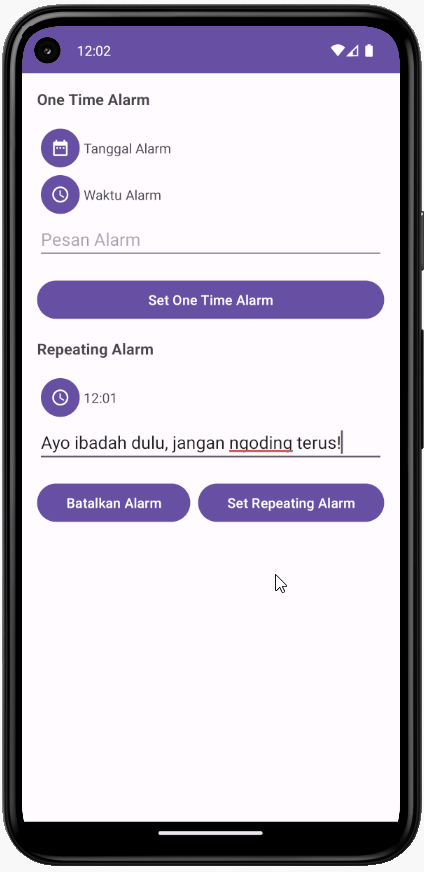 12:02
One Time Alarm
Tanggal Alarm
Waktu Alarm
Pesan Alarm
Set One Time Alarm
Repeating Alarm
12:01
Ayo ibadah dulu, jangan ngoding terus!
Batalkan Alarm Set Repeating Alarm